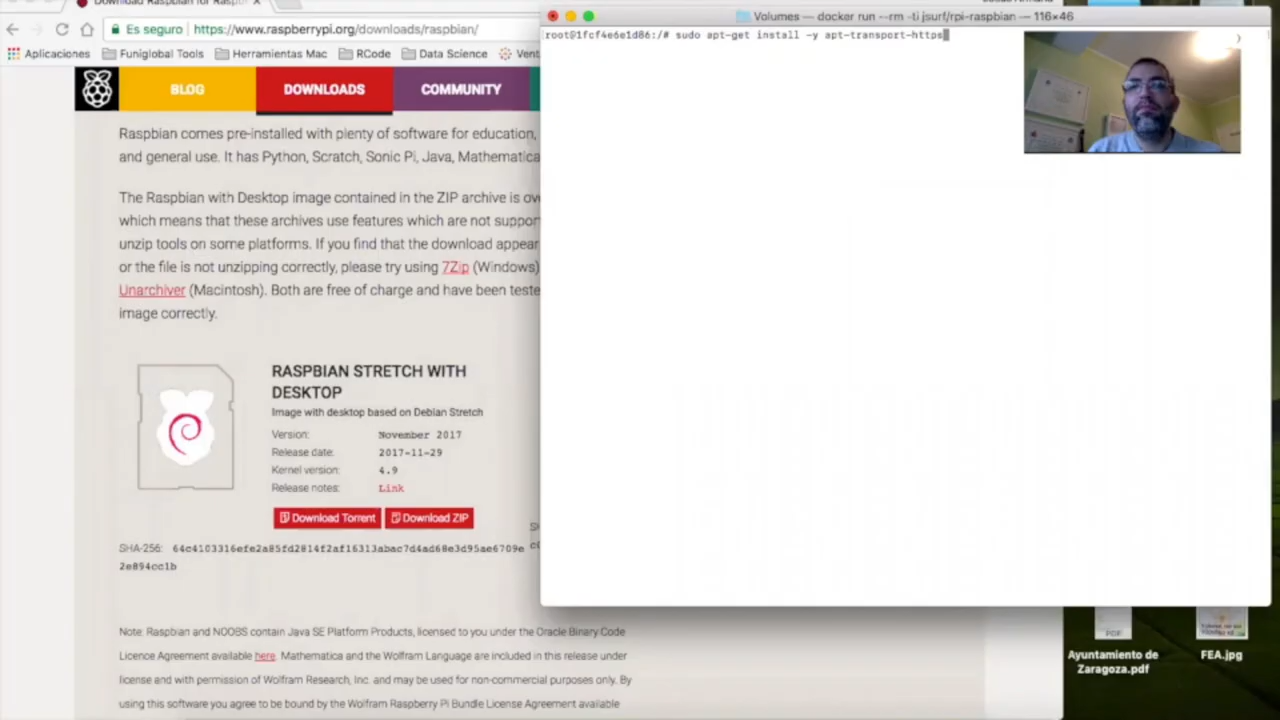 Download Raspbian for Raspb
Es seguro
https://www.raspberrypi.org/downloads/raspbian/
Aplicaciones
Funiglobal Tools
Herramientas Mac
RCode
Data Science
BLOG
DOWNLOADS
COMMUNITY
Raspbian comes pre-installed with plenty of software for education,
and general use. It has Python, Scratch, Sonic Pi, Java, Mathematica
The Raspbian with Desktop image contained in the ZIP archive is
which means that these archives use features which are not
unzip tools on some platforms. If you find that the download
or the file is not unzipping correctly, please try using 7Zip (Windows)
Unarchiver (Macintosh). Both are free of charge and have been
image correctly.
RASPBIAN STRETCH WITH
DESKTOP
Image with desktop based on Debian Stretch
Version: November 2017
Release date: 2017-11-29
Kernel version: 4.9
Release notes: Link
Download Torrent
Download ZIP
SHA-256: 64c4103316efe2a85fd2814f2af16313abac7d4ad68e3d95ae6709e
2e894cc1b
Note: Raspbian and NOOBS contain Java SE Platform Products, licensed to you under the Oracle Binary Code
Licence Agreement available here. Mathematica and the Wolfram Language are included in this release under
license and with permission of Wolfram Research, Inc. and may be used for non-commercial purposes only. By
using this software you agree to be bound by the Wolfram Raspberry Pi Bundle License Agreement available
Volumes — docker run --rm -ti jsurf/rpi-raspbian — 116×46
root@1fcf4e6e1d86:/# sudo apt-get install -y apt-transport-https
PDF
Ayuntamiento de
Zaragoza.pdf
FEA.jpg